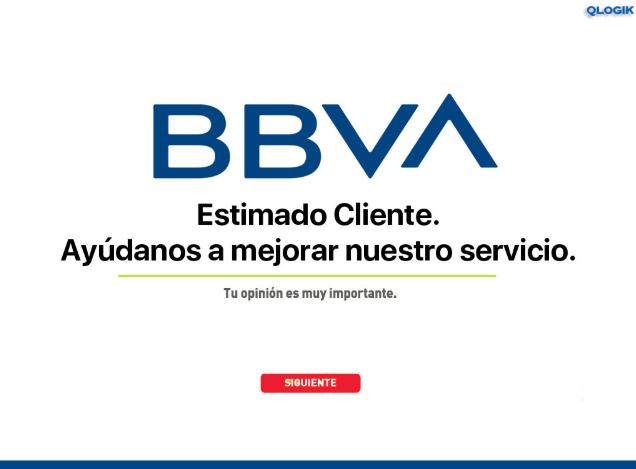 QLOGIK
BBVA
Estimado Cliente.
Ayúdanos a mejorar nuestro servicio.
Tu opinión es muy importante.
SIGUIENTE